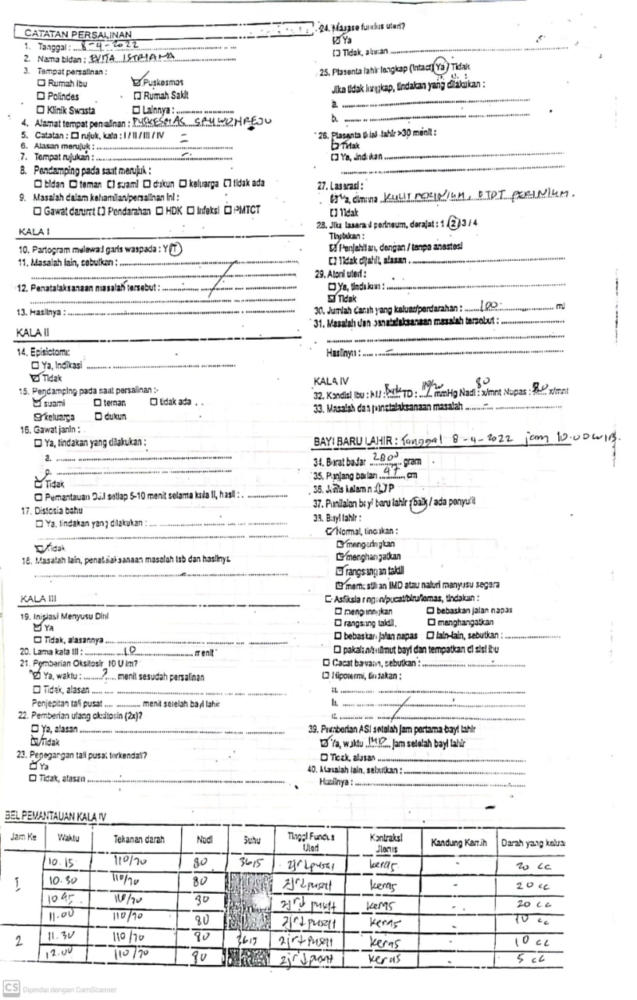 CATATAN PERSALINAN
1. Tanggal : 8-4-2022
2. Nama bidan : EVITA ISTRIANA
3. Tempat persalinan :
☐ Rumah Ibu ☑ Puskesmas
☐ Polindes ☐ Rumah Sakit
☐ Klinik Swasta ☐ Lainnya :
4. Alamat tempat persalinan : PUSKESMAS
5. Catatan : ☐ rujuk, kala : I / II / III / IV
6. Alasan merujuk :
7. Tempat rujukan : -
8. Pendamping pada saat merujuk :
☐ bidan ☐ teman ☐ suami ☐ dukun ☐ keluarga ☐ tidak ada
9. Masalah dalam kehamilan/persalinan ini :
☐ Gawat darurat ☐ Pendarahan ☐ HDK ☐ Infeksi ☐ PMTCT
KALA I
10. Partogram melewati garis waspada : Y/T
11. Masalah lain, sebutkan :
12. Penatalaksanaan masalah tersebut :
13. Hasilnya :
KALA II
14. Episiotomi:
☐ Ya, Indikasi
☑ Tidak
15. Pendamping pada saat persalinan :
☑ suami ☐ teman ☐ tidak ada
☑ keluarga ☐ dukun
16. Gawat janin :
☐ Ya, tindakan yang dilakukan :
a.
b.
☑ Tidak
☐ Pemantauan DJJ setiap 5-10 menit selama kala II, hasil :
17. Distosia bahu
☐ Ya, tindakan yang dilakukan :
☑ Tidak
18. Masalah lain, penatalaksanaan masalah tsb dan hasilnya
KALA III
19. Inisiasi Menyusu Dini
☑ Ya
☐ Tidak, alasannya
20. Lama kala III : 10 menit
21. Pemberian Oksitosin 10 U im?
☑ Ya, waktu : menit sesudah persalinan
☐ Tidak, alasan
Penjepitan tali pusat menit setelah bayi lahir
22. Pemberian ulang oksitosin (2x)?
☐ Ya, alasan
☑ Tidak
23. Penegangan tali pusat terkendali?
☑ Ya
☐ Tidak, alasan
24. Masase fundus uteri?
☑ Ya
☐ Tidak, alasan
25. Plasenta lahir lengkap (intact) Ya / Tidak
Jika tidak lengkap, tindakan yang dilakukan :
a.
b.
26. Plasenta tidak lahir >30 menit :
☑ Tidak
☐ Ya, tindakan
27. Laserasi :
☑ Ya, dimana KULIT PERINIUM, OTOT PERINIUM.
☐ Tidak
28. Jika laserasi perineum, derajat : 1 / 2 / 3 / 4
Tindakan :
☑ Penjahitan, dengan / tanpa anestesi
☐ Tidak dijahit, alasan
29. Atoni uteri :
☐ Ya, tindakan :
☑ Tidak
30. Jumlah darah yang keluar/perdarahan : 100 ml
31. Masalah dan penatalaksanaan masalah tersebut :
Hasilnya : -
KALA IV
32. Kondisi Ibu : KU : Baik TD : 110/70 mmHg Nadi : 80 x/mnt Napas : x/mnt
33. Masalah dan penatalaksanaan masalah -
BAYI BARU LAHIR : Tanggal 8-4-2022 jam 10.00 WIB.
34. Berat badan 2800 gram
35. Panjang badan 47 cm
36. Jenis kelamin : L / P
37. Penilaian bayi baru lahir : baik / ada penyulit
38. Bayi lahir :
☑ Normal, tindakan :
☑ mengeringkan
☑ menghangatkan
☑ rangsangan taktil
☑ memastikan IMD atau naluri menyusu segera
☐ Asfiksia ringan/pucat/biru/lemas, tindakan :
☐ mengeringkan ☐ bebaskan jalan napas
☐ rangsang taktil. ☐ menghangatkan
☐ bebaskan jalan napas ☐ lain-lain, sebutkan :
☐ pakaian/selimut bayi dan tempatkan di sisi ibu
☐ Cacat bawaan, sebutkan :
☐ Hipotermi, tindakan :
a.
b.
c.
39. Pemberian ASI setelah jam pertama bayi lahir
☑ Ya, waktu IMD jam setelah bayi lahir
☐ Tidak, alasan
40. Masalah lain, sebutkan :
Hasilnya :
BEL PEMANTAUAN KALA IV
Jam Ke Waktu Tekanan darah Nadi Suhu Tinggi Fundus Uteri Kontraksi Kandung Kemih Darah yang kelua
1 10.15 110/70 80 36,5 2jr↓pusat keras - 20 cc
10.30 110/70 80 2jr↓pusat keras - 20 cc
10.45 110/70 80 2jr↓pusat keras - 20 cc
11.00 110/70 80 2jr↓pusat keras - 10 cc
2 11.30 110/70 80 36,5 2jr↓pusat keras - 10 cc
12.00 110/70 80 2jr↓pusat keras - 5 cc
CS Dipindai dengan CamScanner